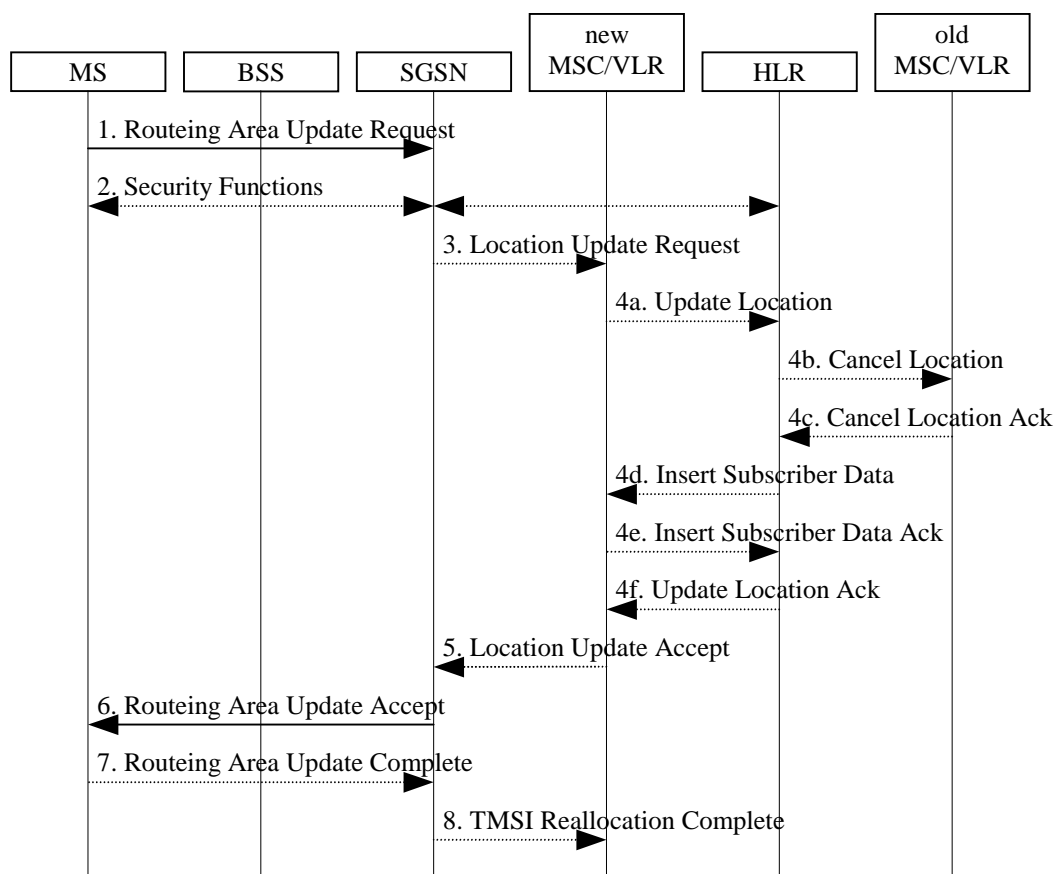 new
MSC/VLR
old
MSC/VLR
MS
BSS
SGSN
HLR
1. Routeing Area Update Request
2. Security Functions
3. Location Update Request
4a. Update Location
4b. Cancel Location
4c. Cancel Location Ack
4d. Insert Subscriber Data
4e. Insert Subscriber Data Ack
4f. Update Location Ack
5. Location Update Accept
6. Routeing Area Update Accept
7. Routeing Area Update Complete
8. TMSI Reallocation Complete